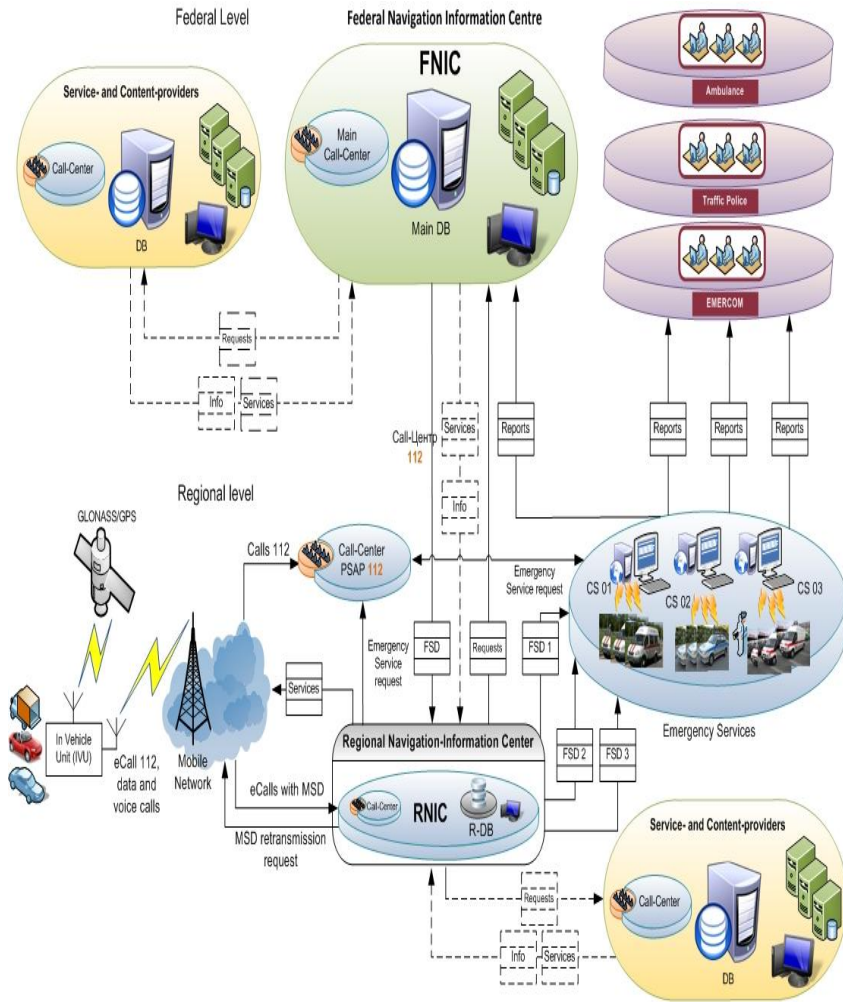 Federal Level
Federal Navigation Information Centre
FNIC
Service- and Content-providers
Call-Center
DB
Main
Call-Center
Main DB
Ambulance
Traffic Police
EMERCOM
Requests
Info
Services
Services
Info
Call-Центр
112
Reports
Reports
Reports
Reports
Regional level
GLONASS/GPS
Calls 112
Call-Center
PSAP 112
Emergency
Service request
CS 01
CS 02
CS 03
Emergency Services
Emergency
Service
request
FSD
Requests
FSD 1
FSD 2
FSD 3
Services
In Vehicle
Unit (IVU)
eCall 112,
data and
voice calls
Mobile
Network
eCalls with MSD
MSD retransmission
request
Regional Navigation-Information Center
Call-Center
RNIC
R-DB
Requests
Info
Services
Service- and Content-providers
Call-Center
DB